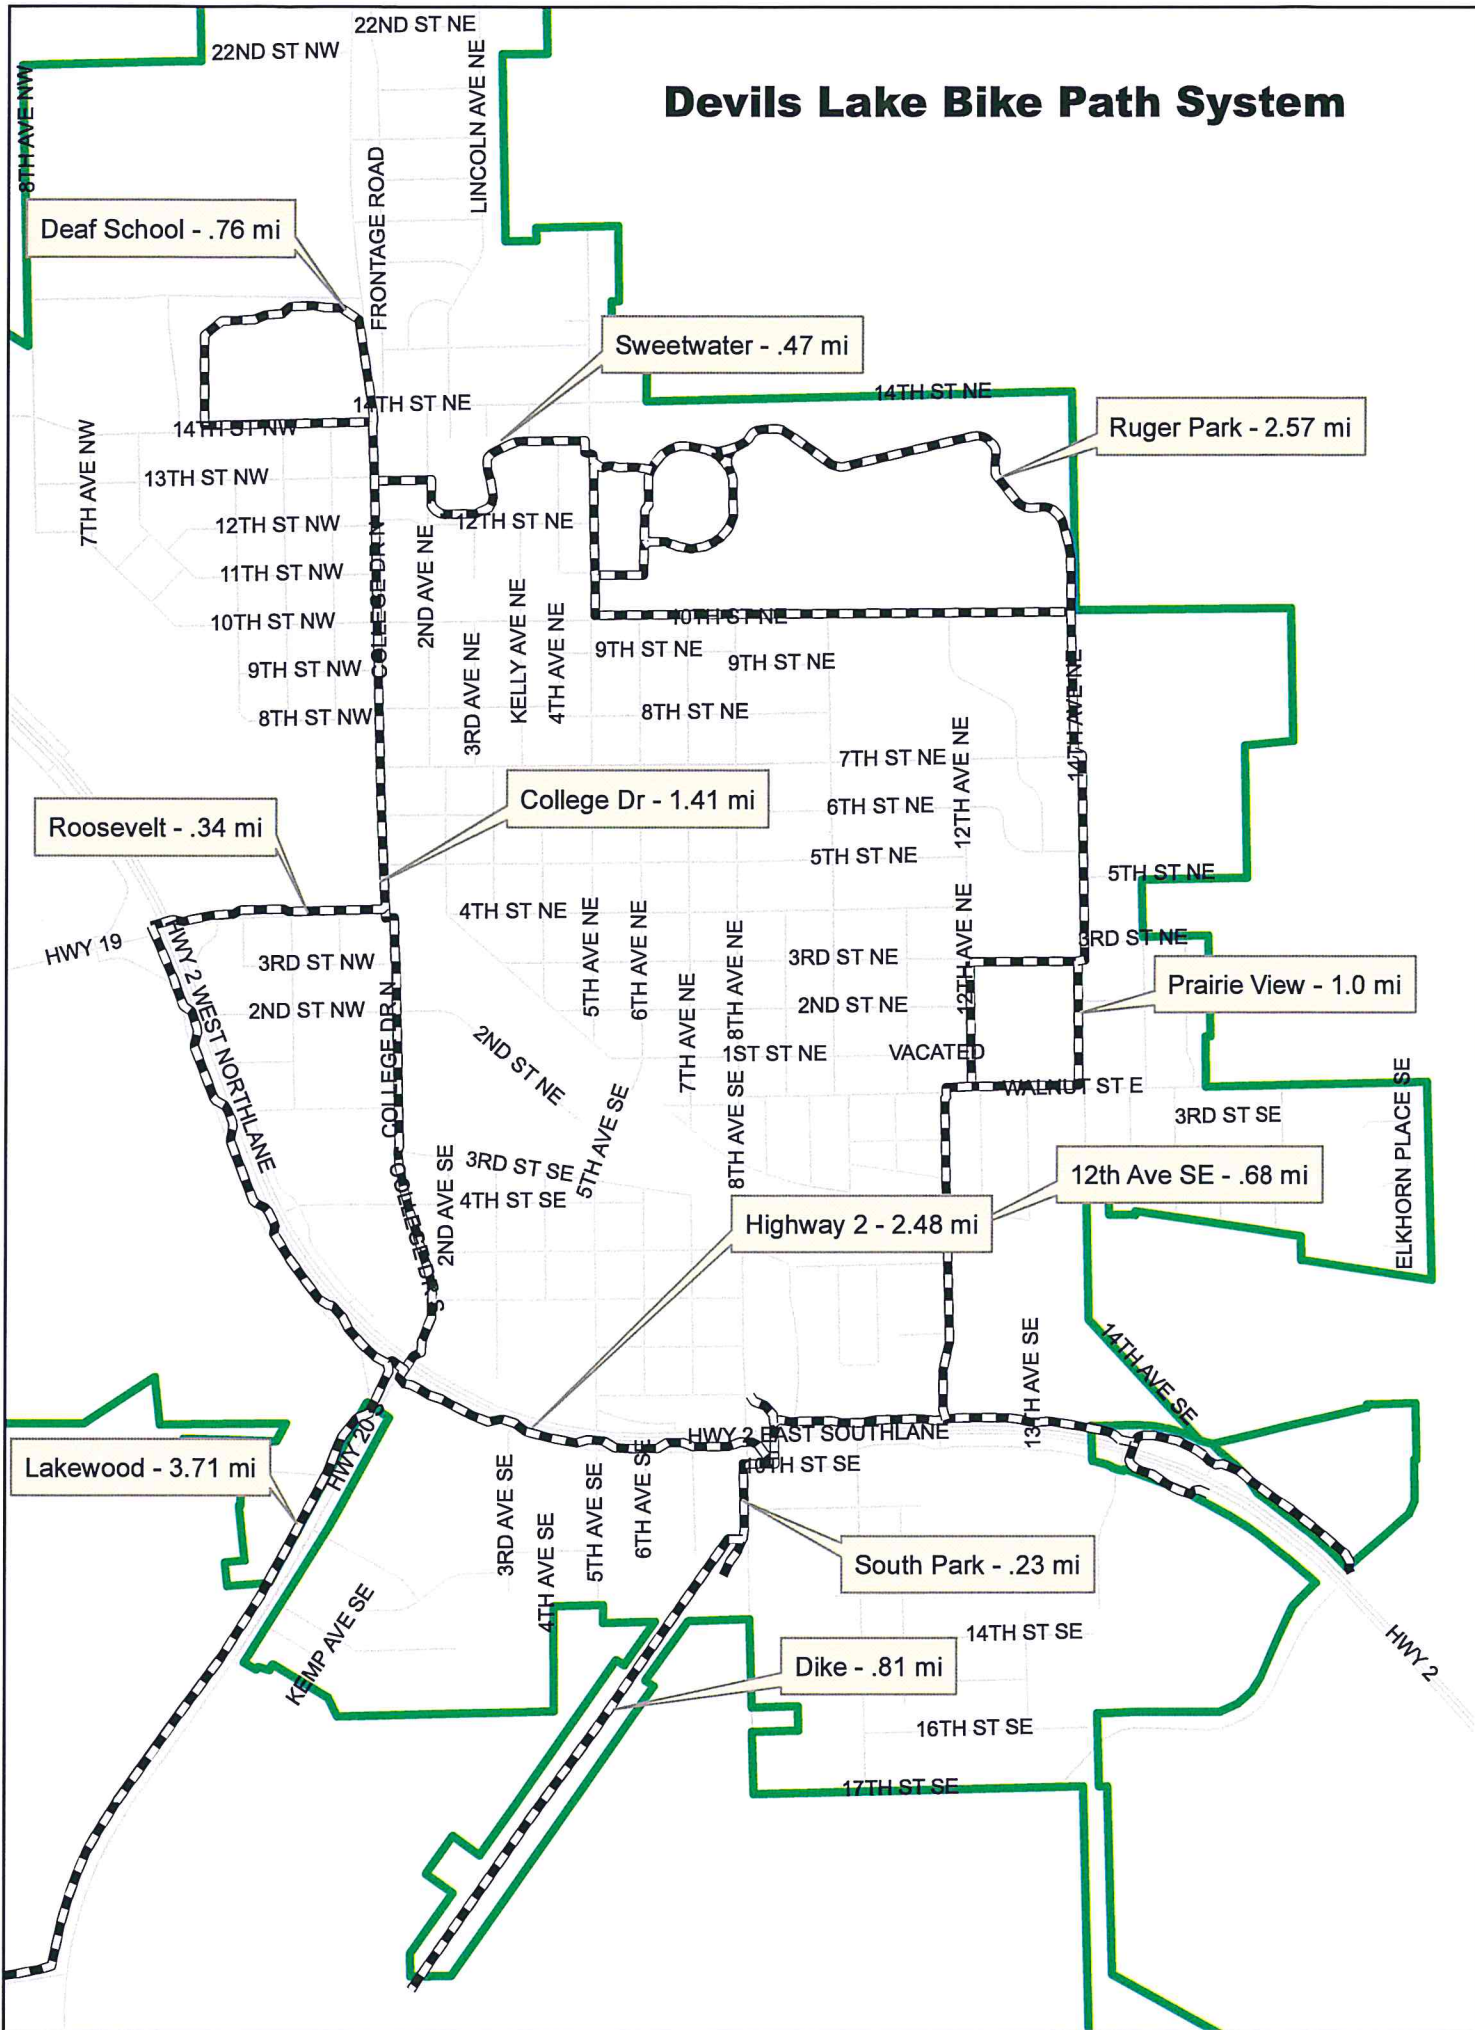 22ND ST NE
22ND ST NW
8TH AVE NW
LINCOLN AVE NE
Devils Lake Bike Path System
FRONTAGE ROAD
Deaf School - .76 mi
Sweetwater - .47 mi
14TH ST NE
14TH ST NE
Ruger Park - 2.57 mi
14TH ST NW
7TH AVE NW
13TH ST NW
12TH ST NW
12TH ST NE
11TH ST NW
COLLEGE DR N
2ND AVE NE
10TH ST NW
KELLY AVE NE
4TH AVE NE
10TH ST NE
9TH ST NW
3RD AVE NE
9TH ST NE
9TH ST NE
14TH AVE NE
8TH ST NW
8TH ST NE
7TH ST NE
12TH AVE NE
College Dr - 1.41 mi
6TH ST NE
Roosevelt - .34 mi
5TH ST NE
5TH ST NE
4TH ST NE
5TH AVE NE
6TH AVE NE
8TH AVE NE
12TH AVE NE
HWY 19
3RD ST NW
3RD ST NE
3RD ST NE
Prairie View - 1.0 mi
HWY 2 WEST NORTHLANE
2ND ST NW
COLLEGE DR N
2ND ST NE
7TH AVE NE
2ND ST NE
1ST ST NE
VACATED
WALNUT ST E
8TH AVE SE
5TH AVE SE
3RD ST SE
ELKHORN PLACE SE
3RD ST SE
4TH ST SE
2ND AVE SE
COLLEGE DR S
12th Ave SE - .68 mi
Highway 2 - 2.48 mi
13TH AVE SE
14TH AVE SE
HWY 20 S
HWY 2 EAST SOUTHLANE
10TH ST SE
Lakewood - 3.71 mi
3RD AVE SE
4TH AVE SE
5TH AVE SE
6TH AVE SE
South Park - .23 mi
KEMP AVE SE
14TH ST SE
HWY 2
Dike - .81 mi
16TH ST SE
17TH ST SE